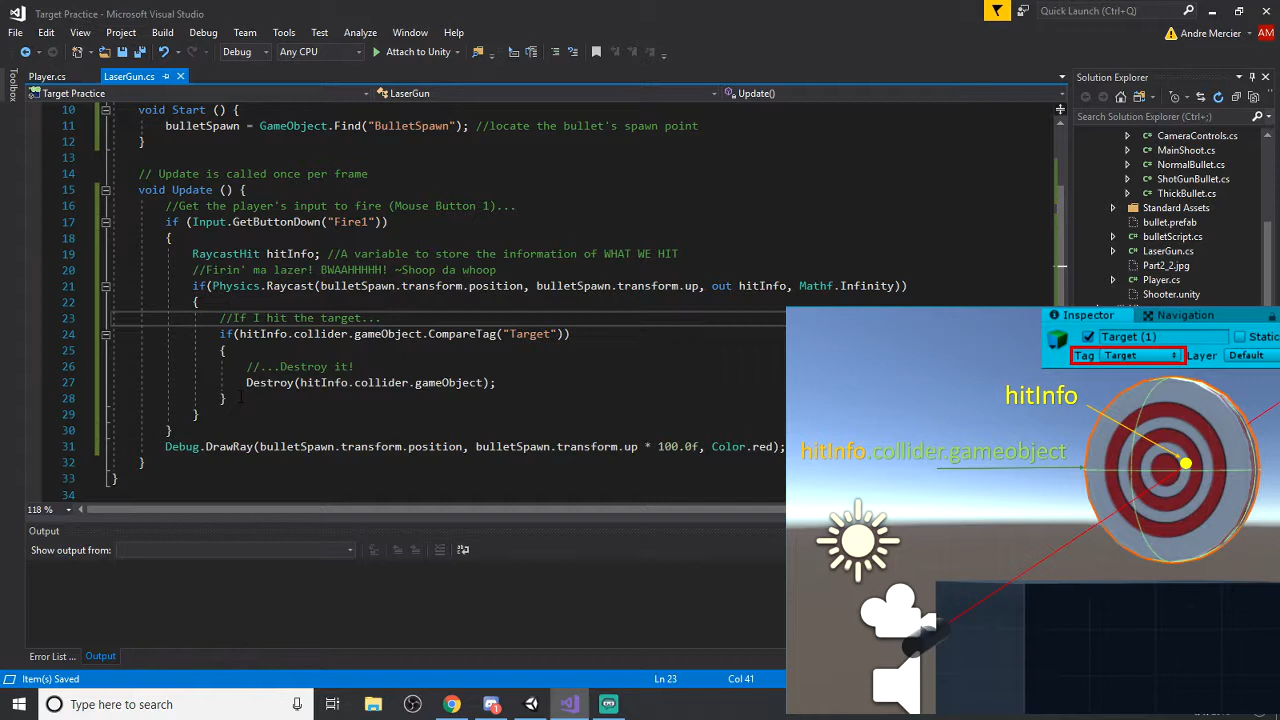 Target Practice - Microsoft Visual Studio
Quick Launch (Ctrl+Q)
File Edit View Project Build Debug Team Tools Test Analyze Window Help
Andre Mercier AM
Debug Any CPU Attach to Unity
Toolbox
Player.cs LaserGun.cs
Solution Explorer
Target Practice LaserGun Update()
Search Solution Explorer (Ctrl+;)
10 void Start () {
11 bulletSpawn = GameObject.Find("BulletSpawn"); //locate the bullet's spawn point
12 }
13
14 // Update is called once per frame
15 void Update () {
16 //Get the player's input to fire (Mouse Button 1)...
17 if (Input.GetButtonDown("Fire1"))
18 {
19 RaycastHit hitInfo; //A variable to store the information of WHAT WE HIT
20 //Firin' ma lazer! BWAAHHHHH! ~Shoop da whoop
21 if(Physics.Raycast(bulletSpawn.transform.position, bulletSpawn.transform.up, out hitInfo, Mathf.Infinity))
22 {
23 //If I hit the target...
24 if(hitInfo.collider.gameObject.CompareTag("Target"))
25 {
26 //...Destroy it!
27 Destroy(hitInfo.collider.gameObject);
28 }
29 }
30 }
31 Debug.DrawRay(bulletSpawn.transform.position, bulletSpawn.transform.up * 100.0f, Color.red);
32 }
33 }
34
CameraControls.cs
MainShoot.cs
NormalBullet.cs
ShotGunBullet.cs
ThickBullet.cs
Standard Assets
bullet.prefab
bulletScript.cs
LaserGun.cs
Part2_2.jpg
Player.cs
Shooter.unity
Inspector Navigation
Target (1) Static
Tag Target Layer Default
hitInfo
hitInfo.collider.gameobject
118 %
Output
Show output from:
Error List ... Output
Item(s) Saved Ln 23 Col 41
Type here to search